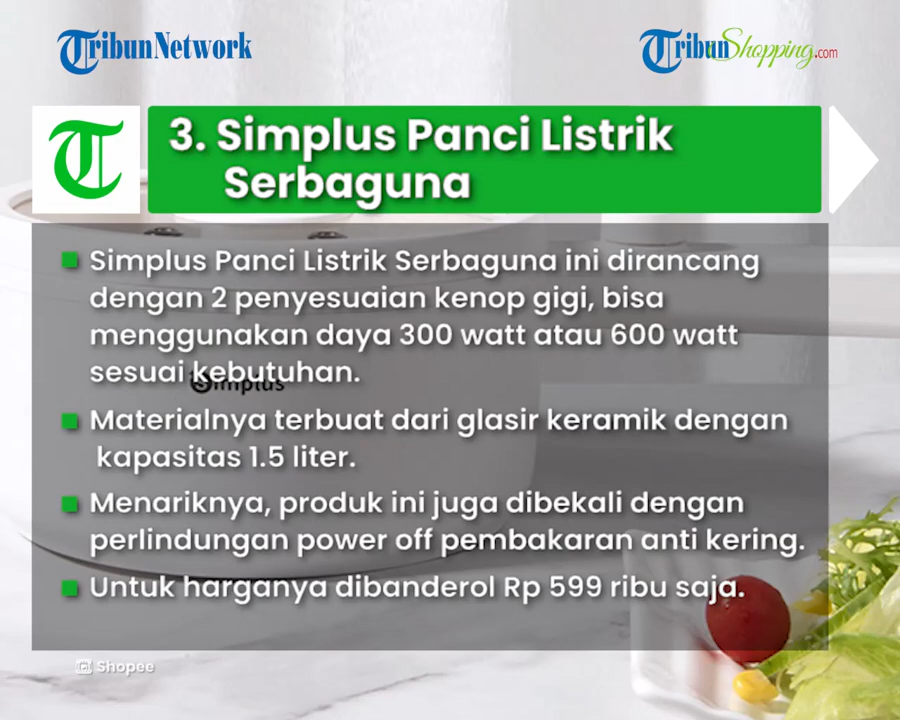 TribunNetwork
TribunShopping.com
T
3. Simplus Panci Listrik
Serbaguna
Simplus Panci Listrik Serbaguna ini dirancang
dengan 2 penyesuaian kenop gigi, bisa
menggunakan daya 300 watt atau 600 watt
sesuai kebutuhan.
Simplus
Materialnya terbuat dari glasir keramik dengan
kapasitas 1.5 liter.
Menariknya, produk ini juga dibekali dengan
perlindungan power off pembakaran anti kering.
Untuk harganya dibanderol Rp 599 ribu saja.
Shopee